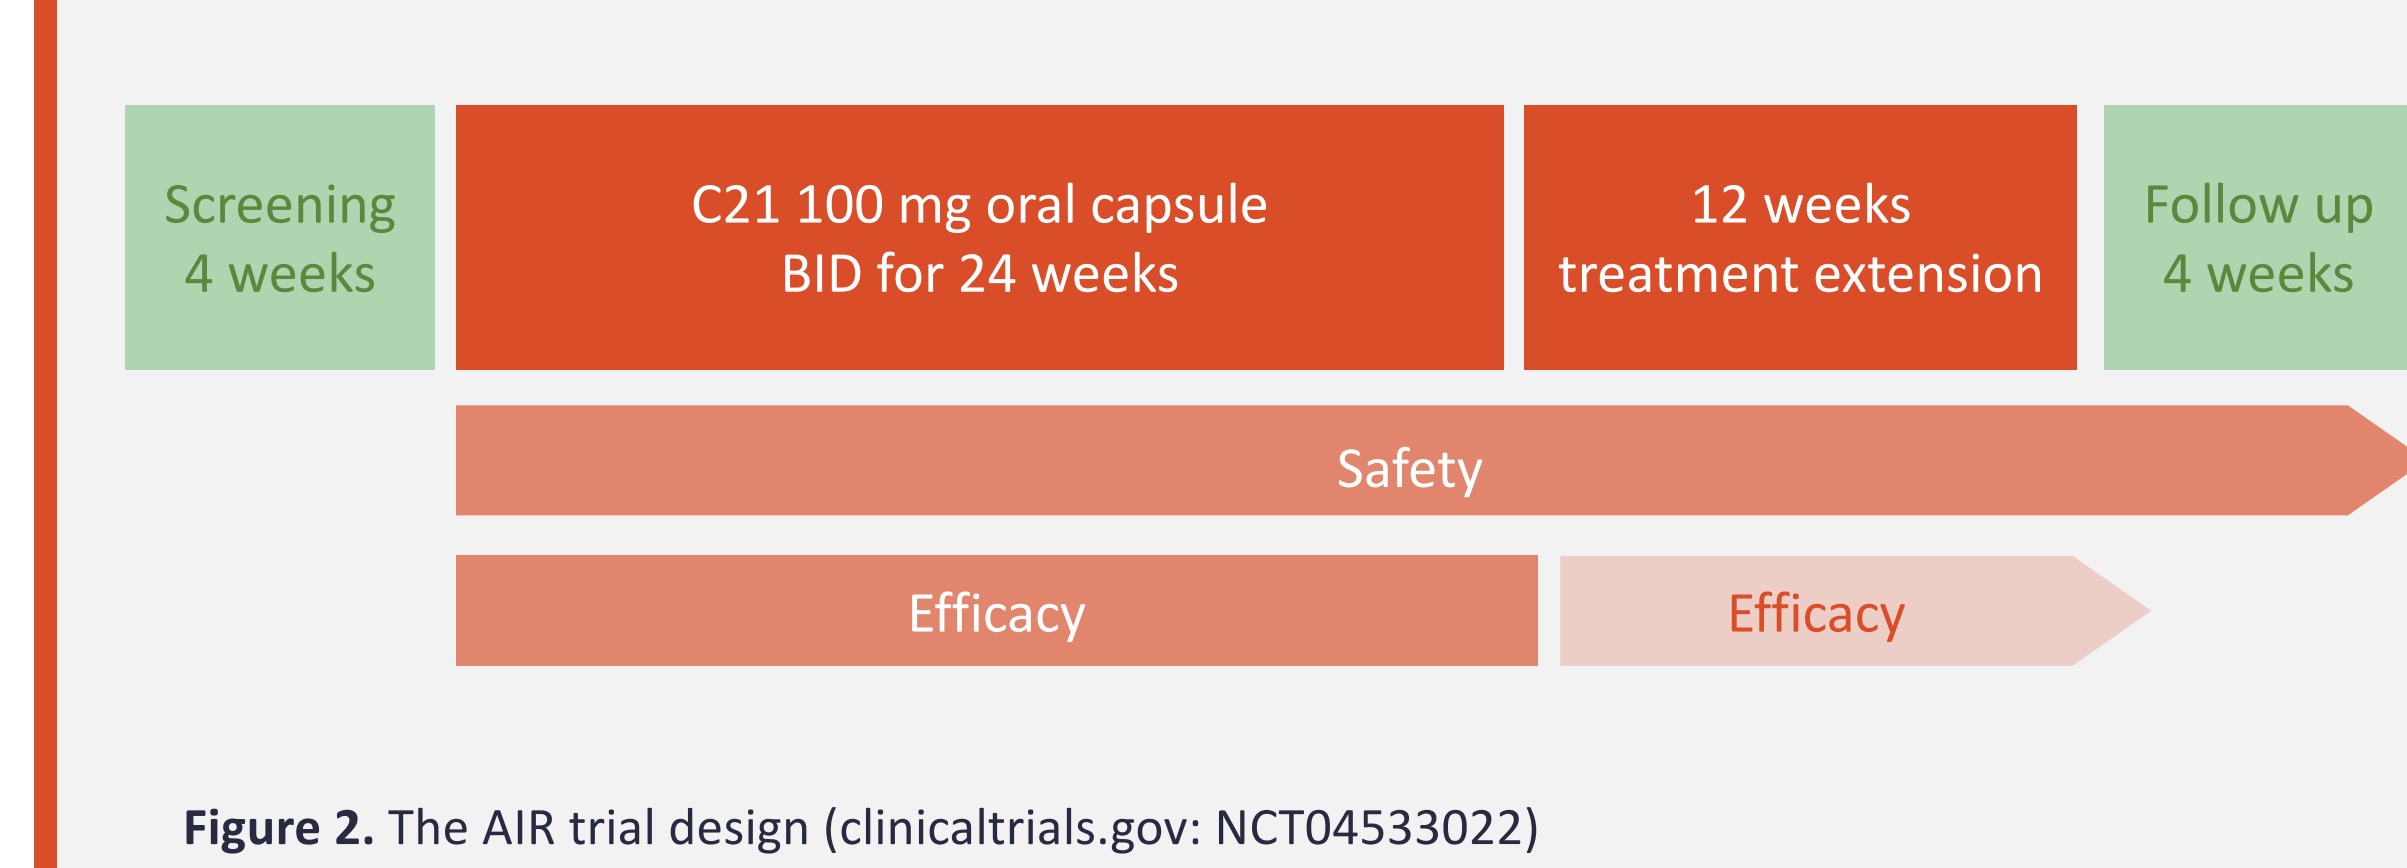 Screening
4 weeks
C21 100 mg oral capsule
BID for 24 weeks
12 weeks
treatment extension
Follow up
4 weeks
Safety
Efficacy
Efficacy
Figure 2. The AIR trial design (clinicaltrials.gov: NCT04533022)